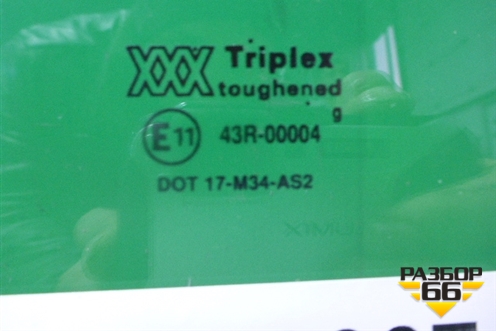 XXX Triplex
toughened
g
E11 43R-00004
DOT 17-M34-AS2
РАЗБОР
66